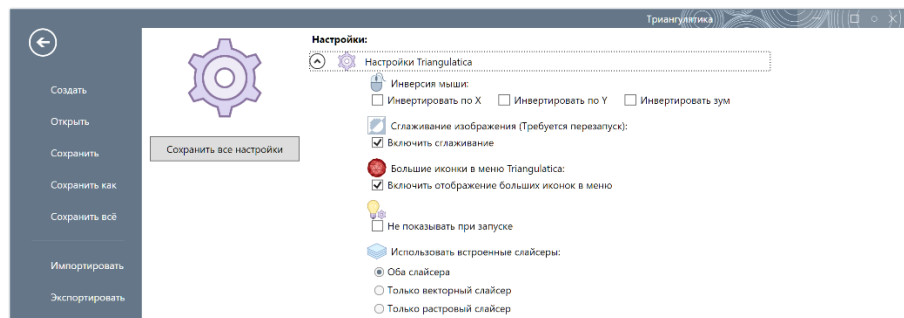 Триангулятика
Настройки:
Настройки Triangulatica
Инверсия мыши:
Создать
Инвертировать по X Инвертировать по Y Инвертировать зум
Открыть
Сглаживание изображения (Требуется перезапуск):
Сохранить
Сохранить все настройки
Включить сглаживание
Большие иконки в меню Triangulatica:
Сохранить как
Включить отображение больших иконок в меню
Сохранить всё
Не показывать при запуске
Использовать встроенные слайсеры:
Импортировать
Оба слайсера
Только векторный слайсер
Экспортировать
Только растровый слайсер